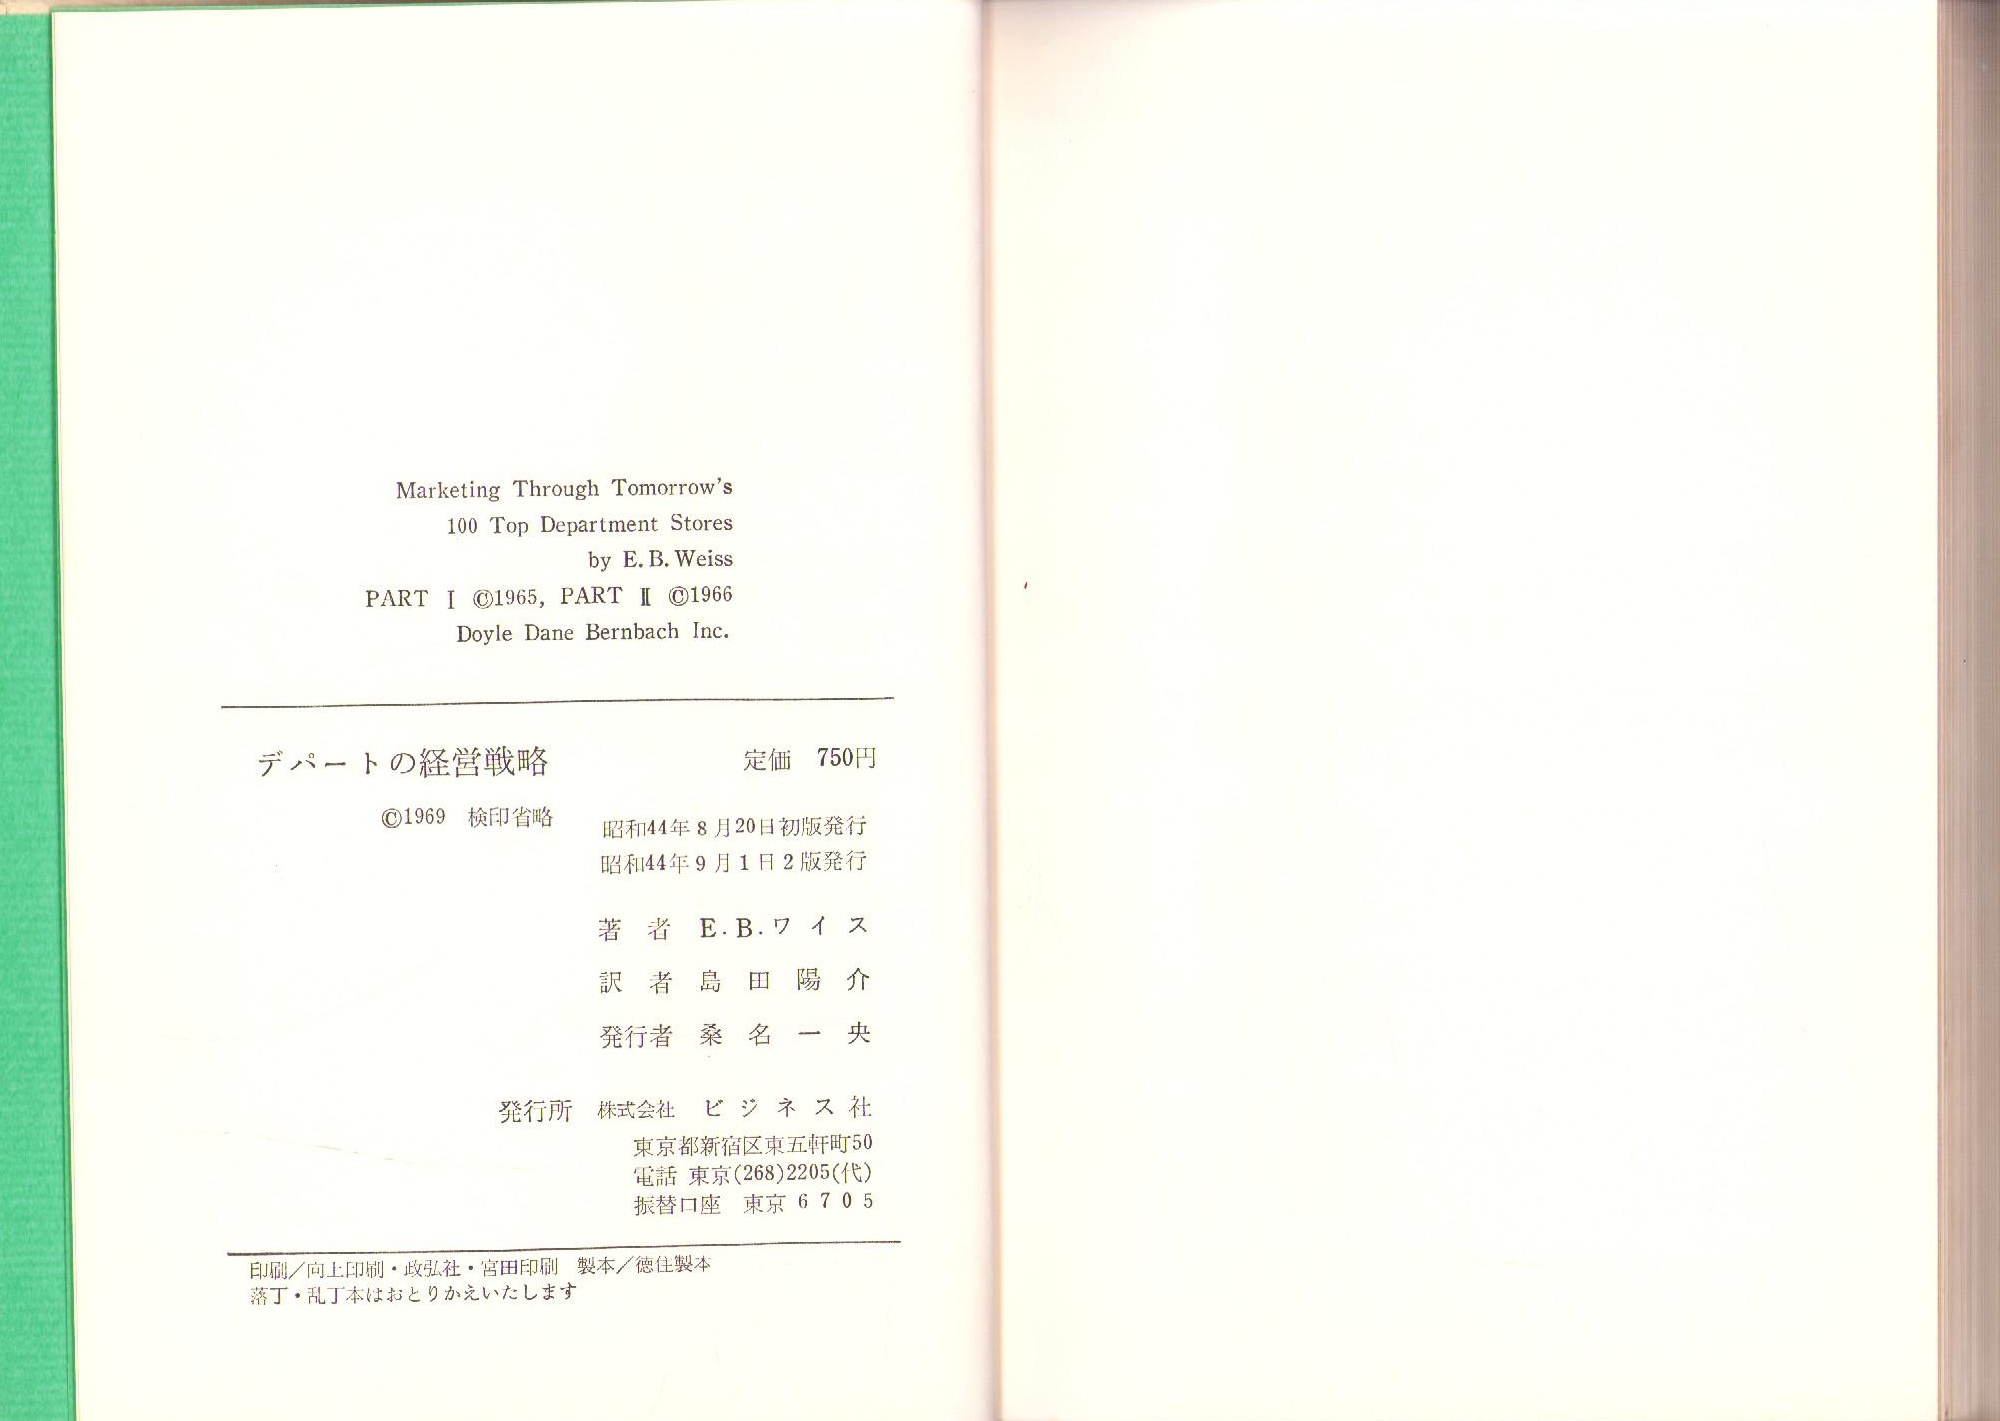 Marketing Through Tomorrow's
100 Top Department Stores
by E.B.Weiss
PART Ⅰ ©1965, PART Ⅱ ©1966
Doyle Dane Bernbach Inc.
デパートの経営戦略 定価 750円
©1969 検印省略
昭和44年8月20日初版発行
昭和44年9月1日2版発行
著者 E.B.ワイス
訳者 島田陽介
発行者 桑名一央
発行所 株式会社 ビジネス社
東京都新宿区東五軒町50
電話 東京(268)2205(代)
振替口座 東京6705
印刷／向上印刷・政弘社・宮田印刷 製本／徳住製本
落丁・乱丁本はおとりかえいたします